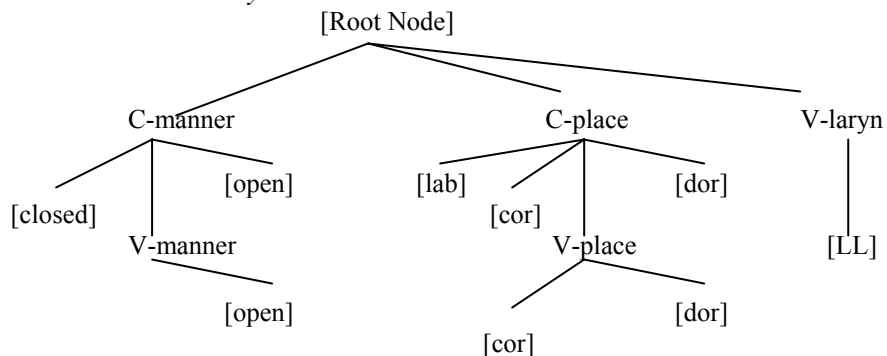 [Root Node]
C-manner C-place V-laryn
[closed] [open] [lab] [cor] [dor]
V-manner V-place [LL]
[open] [cor] [dor]